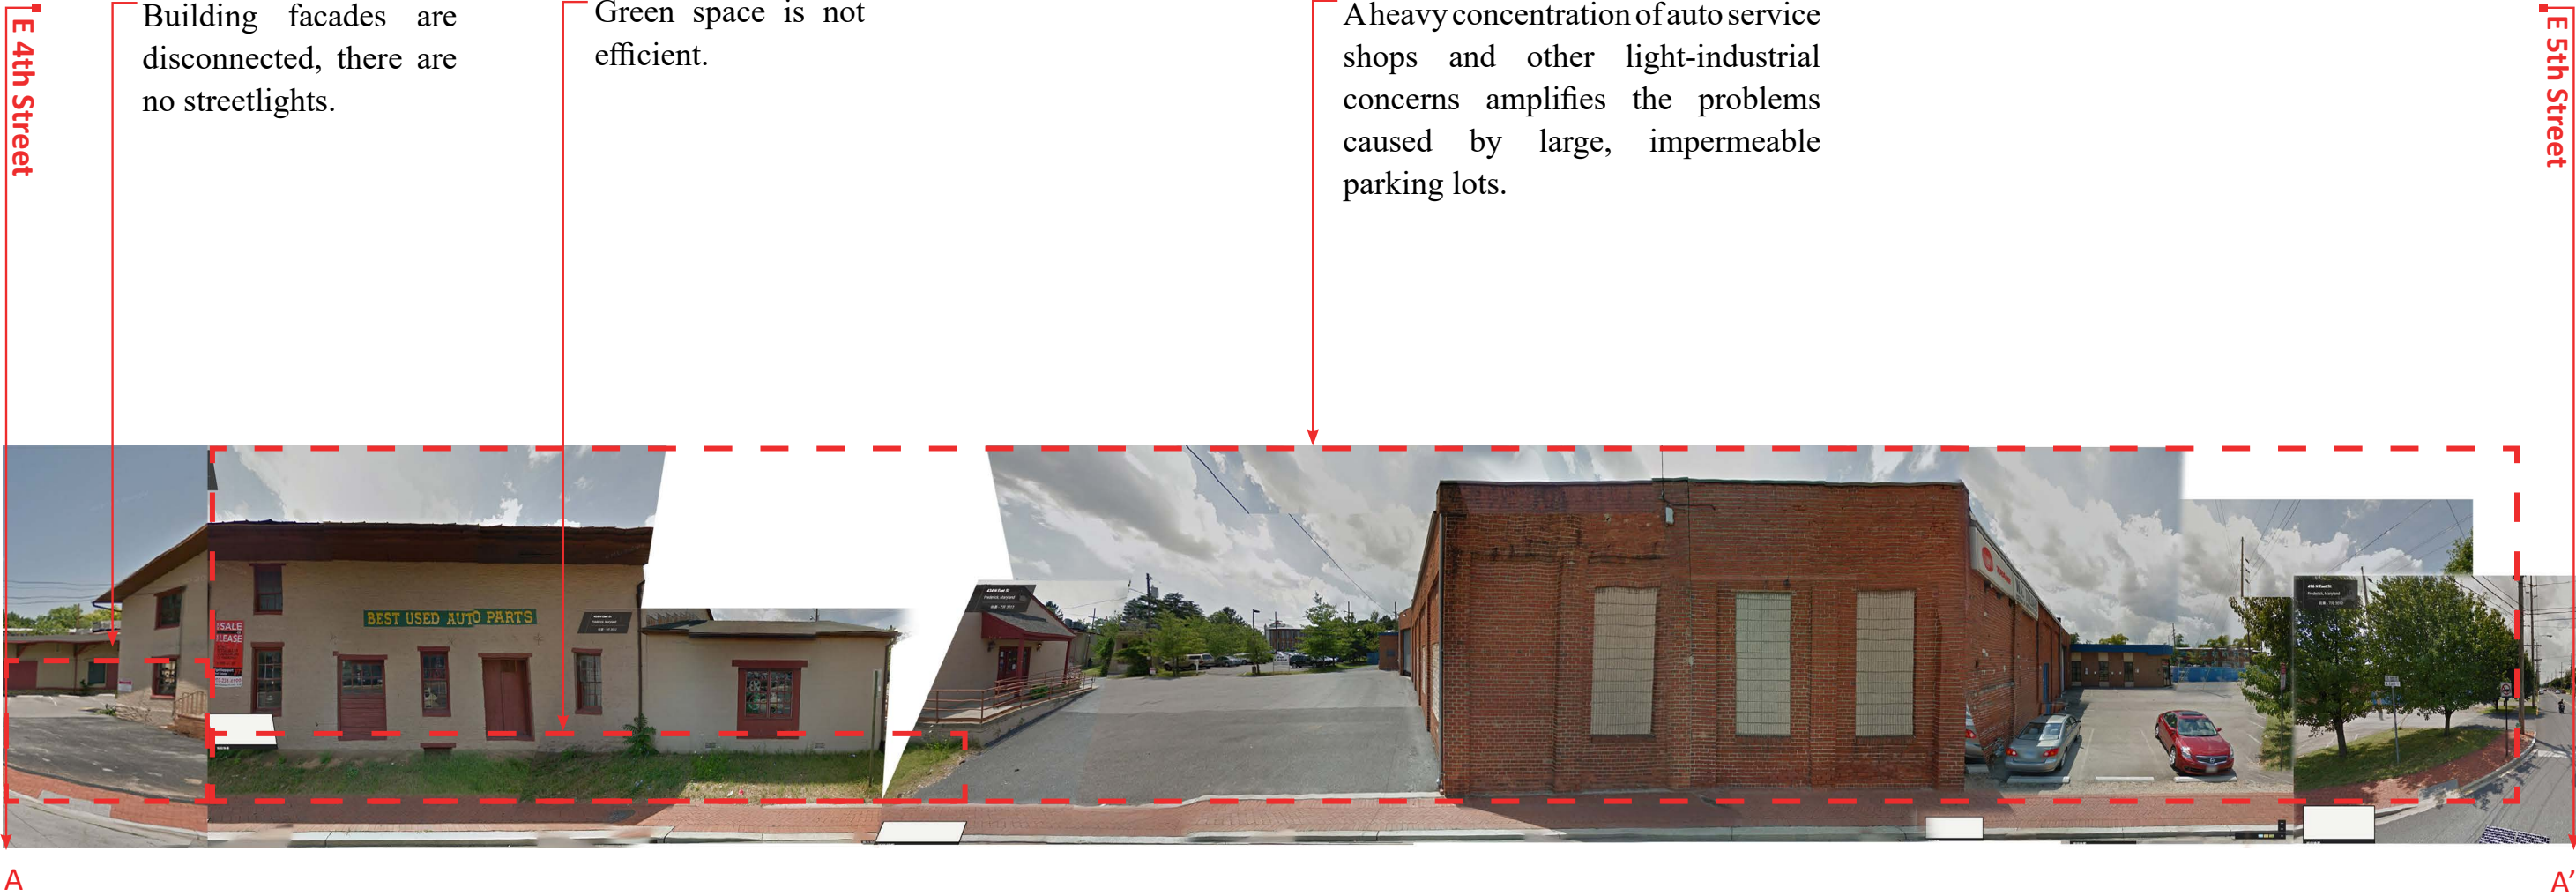 E 4th Street
Building facades are
disconnected, there are
no streetlights.
Green space is not
efficient.
A heavy concentration of auto service
shops and other light-industrial
concerns amplifies the problems
caused by large, impermeable
parking lots.
E 5th Street
BEST USED AUTO PARTS
SALE
LEASE
A
A'